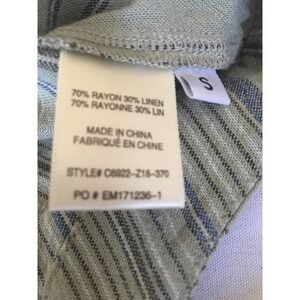 S
70% RAYON 30% LINEN
70% RAYONNE 30% LIN
MADE IN CHINA
FABRIQUÉ EN CHINE
STYLE# C6922-Z18-370
PO # EM171236-1